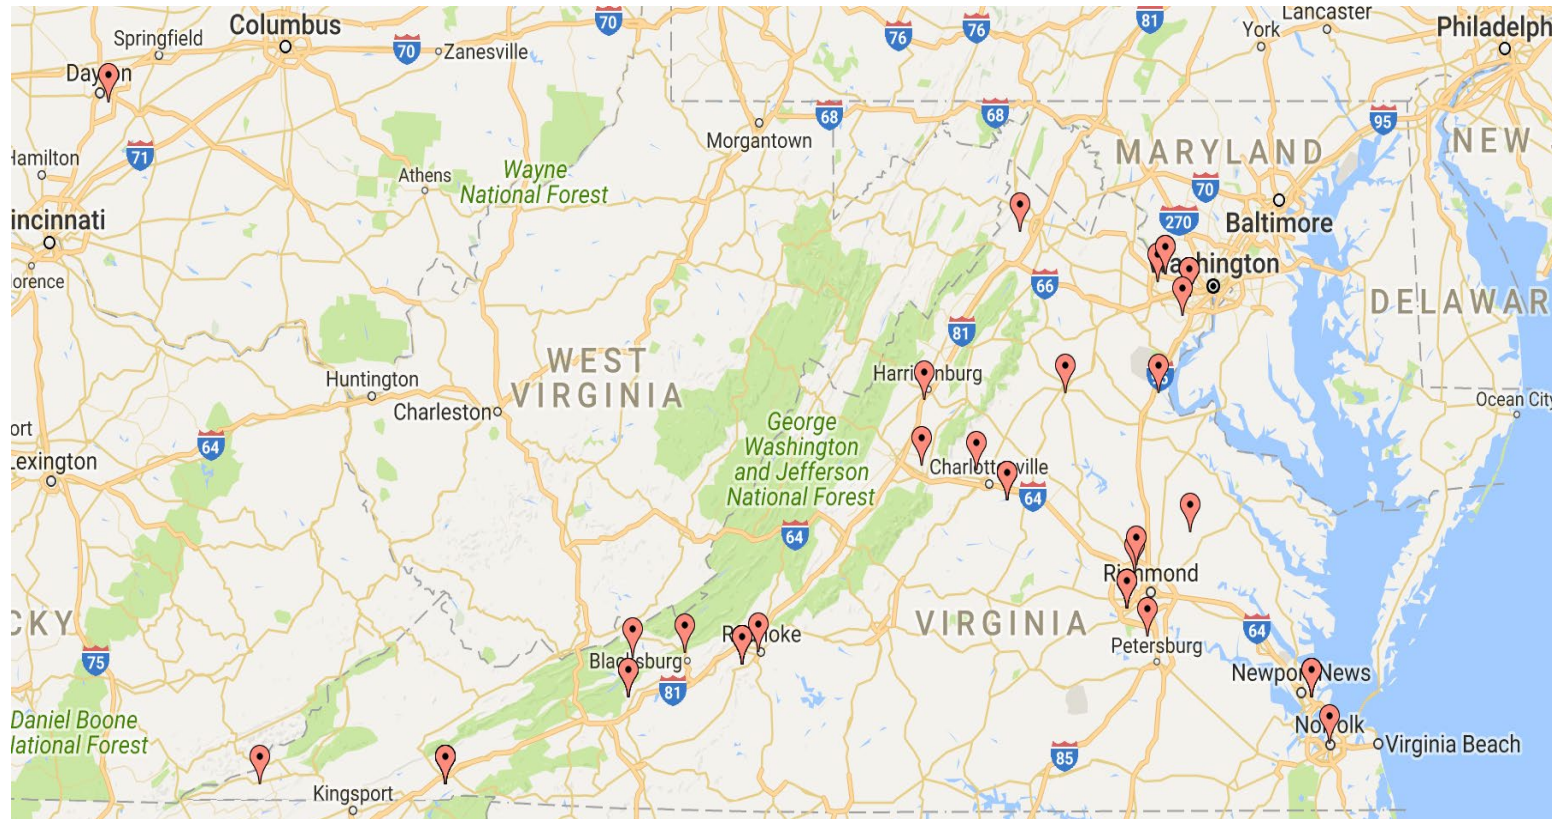 Columbus
70
81
Lancaster
Springfield
70
Zanesville
76
76
York
Philadelph
Dayton
68
68
95
Morgantown
71
MARYLAND
NEW
Hamilton
Athens
Wayne
National Forest
70
270
incinnati
Baltimore
lorence
Washington
66
DELAWAR
81
WEST
VIRGINIA
Harrisonburg
Huntington
Charleston
Ocean City
ort
64
George
Washington
and Jefferson
National Forest
Lexington
Charlottesville
64
64
Richmond
CKY
VIRGINIA
64
Roanoke
Petersburg
75
Blacksburg
81
Newport News
Daniel Boone
National Forest
Norfolk
Virginia Beach
85
Kingsport